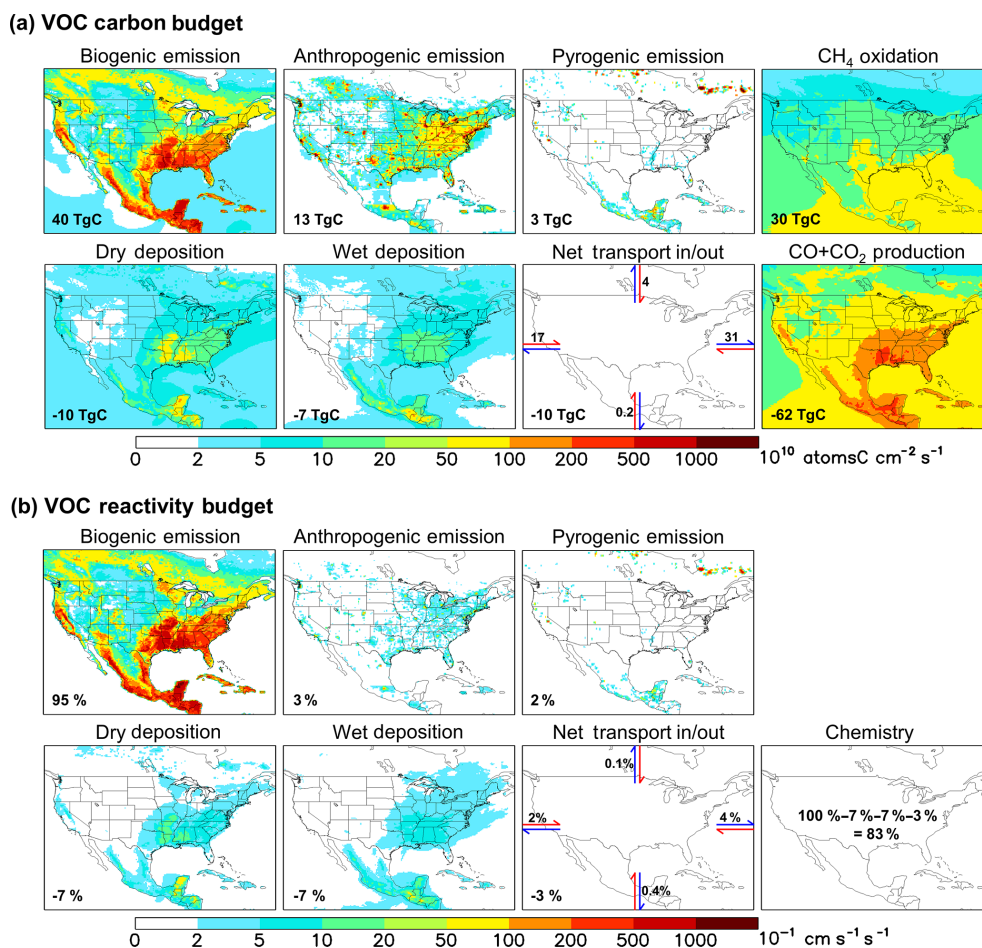 (a) VOC carbon budget
Biogenic emission
Anthropogenic emission
Pyrogenic emission
CH4 oxidation
40 TgC
13 TgC
3 TgC
30 TgC
Dry deposition
Wet deposition
Net transport in/out
CO+CO2 production
4
17
31
0.2
-10 TgC
-7 TgC
-10 TgC
-62 TgC
0 2 5 10 20 50 100 200 500 1000 10^10 atomsC cm^-2 s^-1
(b) VOC reactivity budget
Biogenic emission
Anthropogenic emission
Pyrogenic emission
95 %
3 %
2 %
Dry deposition
Wet deposition
Net transport in/out
Chemistry
0.1%
2%
4 %
0.4%
100 %–7 %–7 %–3 %
= 83 %
-7 %
-7 %
-3 %
0 2 5 10 20 50 100 200 500 1000 10^-1 cm s^-1 s^-1